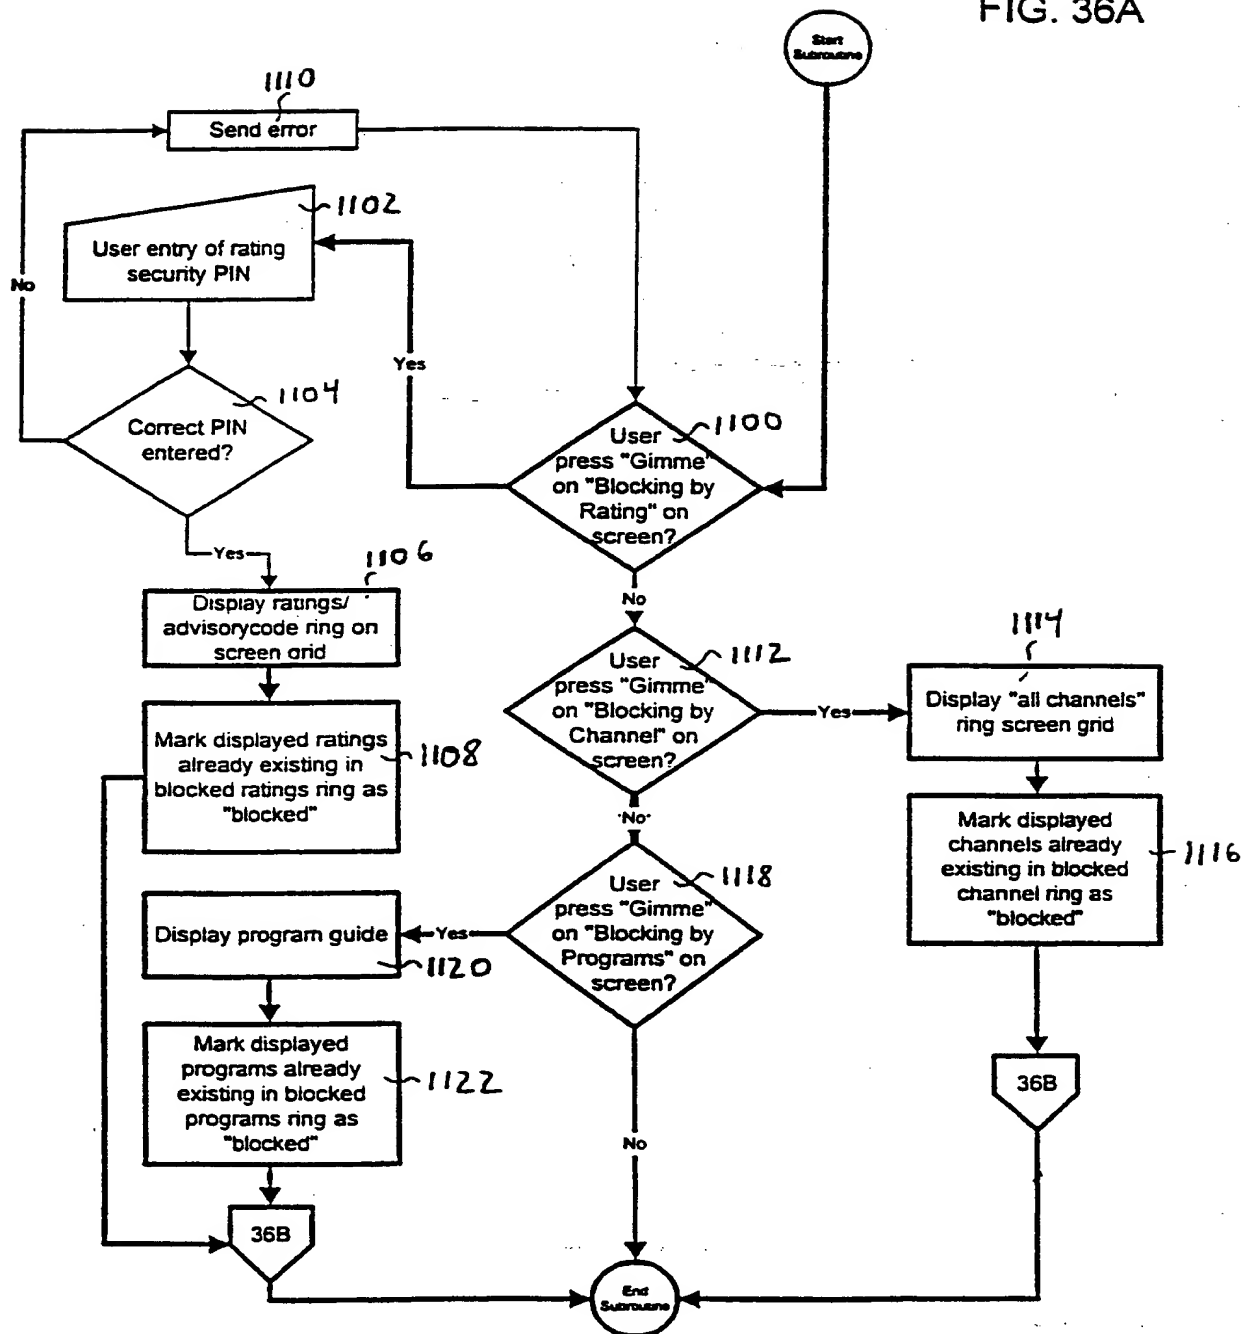 FIG. 36A
Start
Subroutine
1110
Send error
1102
User entry of rating
security PIN
No
Yes
1104
Correct PIN
entered?
1100
User
press "Gimme'
on "Blocking by
Rating" on
screen?
Yes
1106
Display ratings/
advisorycode ring on
screen grid
No
1112
User
press "Gimme'
on "Blocking by
Channel" on
screen?
Yes
1114
Display "all channels"
ring screen grid
Mark displayed ratings
already existing in
blocked ratings ring as
"blocked"
1108
No
Mark displayed
channels already
existing in blocked
channel ring as
"blocked"
1116
1118
User
press "Gimme"
on "Blocking by
Programs" on
screen?
Yes
Display program guide
1120
Mark displayed
programs already
existing in blocked
programs ring as
"blocked"
1122
No
36B
36B
End
Subroutine